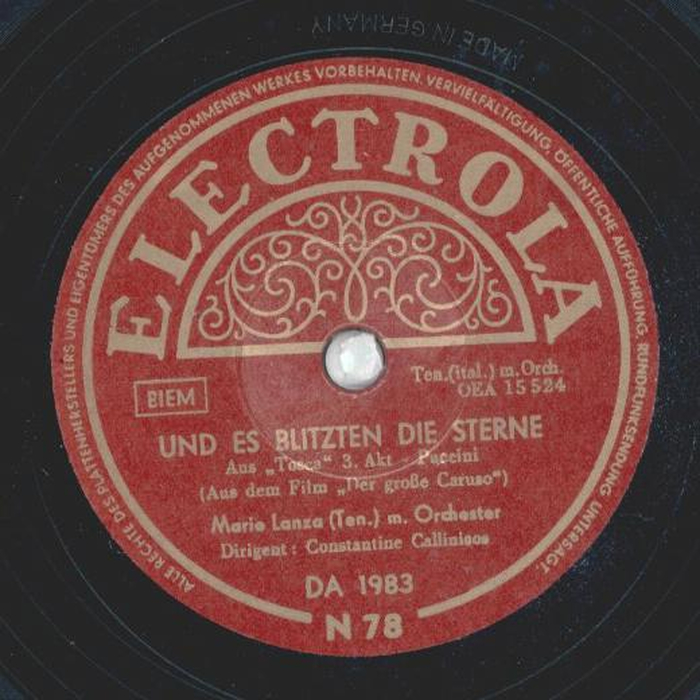 MADE IN GERMANY
ALLE RECHTE DES PLATTENHERSTELLERS UND EIGENTÜMERS DES AUFGENOMMENEN WERKES VORBEHALTEN. VERVIELFÄLTIGUNG, ÖFFENTLICHE AUFFÜHRUNG, RUNDFUNKSENDUNG UNTERSAGT.
ELECTROLA
Ten.(ital.) m. Orch.
OEA 15 524
BIEM
UND ES BLITZTEN DIE STERNE
Aus „Tosca“ 3. Akt - Puccini
(Aus dem Film „Der große Caruso“)
Mario Lanza (Ten.) m. Orchester
Dirigent: Constantine Callinicos
DA 1983
N 78